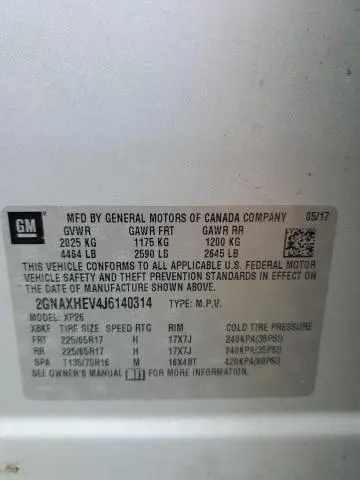 GM
MFD BY GENERAL MOTORS OF CANADA COMPANY 05/17
GVWR GAWR FRT GAWR RR
2025 KG 1175 KG 1200 KG
4464 LB 2590 LB 2645 LB
THIS VEHICLE CONFORMS TO ALL APPLICABLE U.S. FEDERAL MOTOR
VEHICLE SAFETY AND THEFT PREVENTION STANDARDS IN EFFECT
ON THE DATE OF MANUFACTURE SHOWN ABOVE.
2GNAXHEV4J6140314 TYPE: M.P.V.
MODEL: XP26
XBKF TIRE SIZE SPEED RTG RIM COLD TIRE PRESSURE
FRT 225/65R17 H 17X7J 240KPA(35PSI)
RR 225/65R17 H 17X7J 240KPA(35PSI)
SPA T135/70R16 M 16X4BT 420KPA(60PSI)
SEE OWNER'S MANUAL FOR MORE INFORMATION.